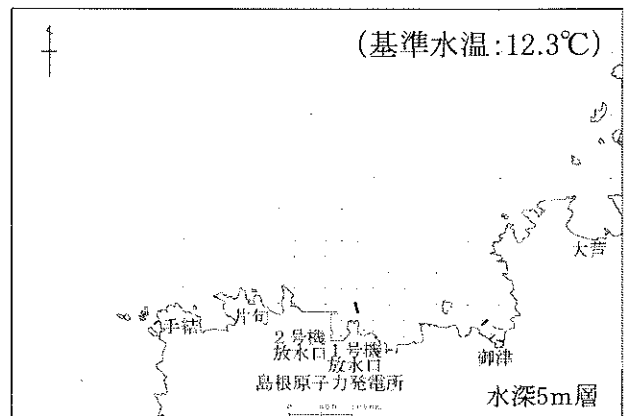 (基準水温:12.3℃)
大芦
手結
片句
御津
2号機
放水口
1号機
放水口
島根原子力発電所
水深5m層